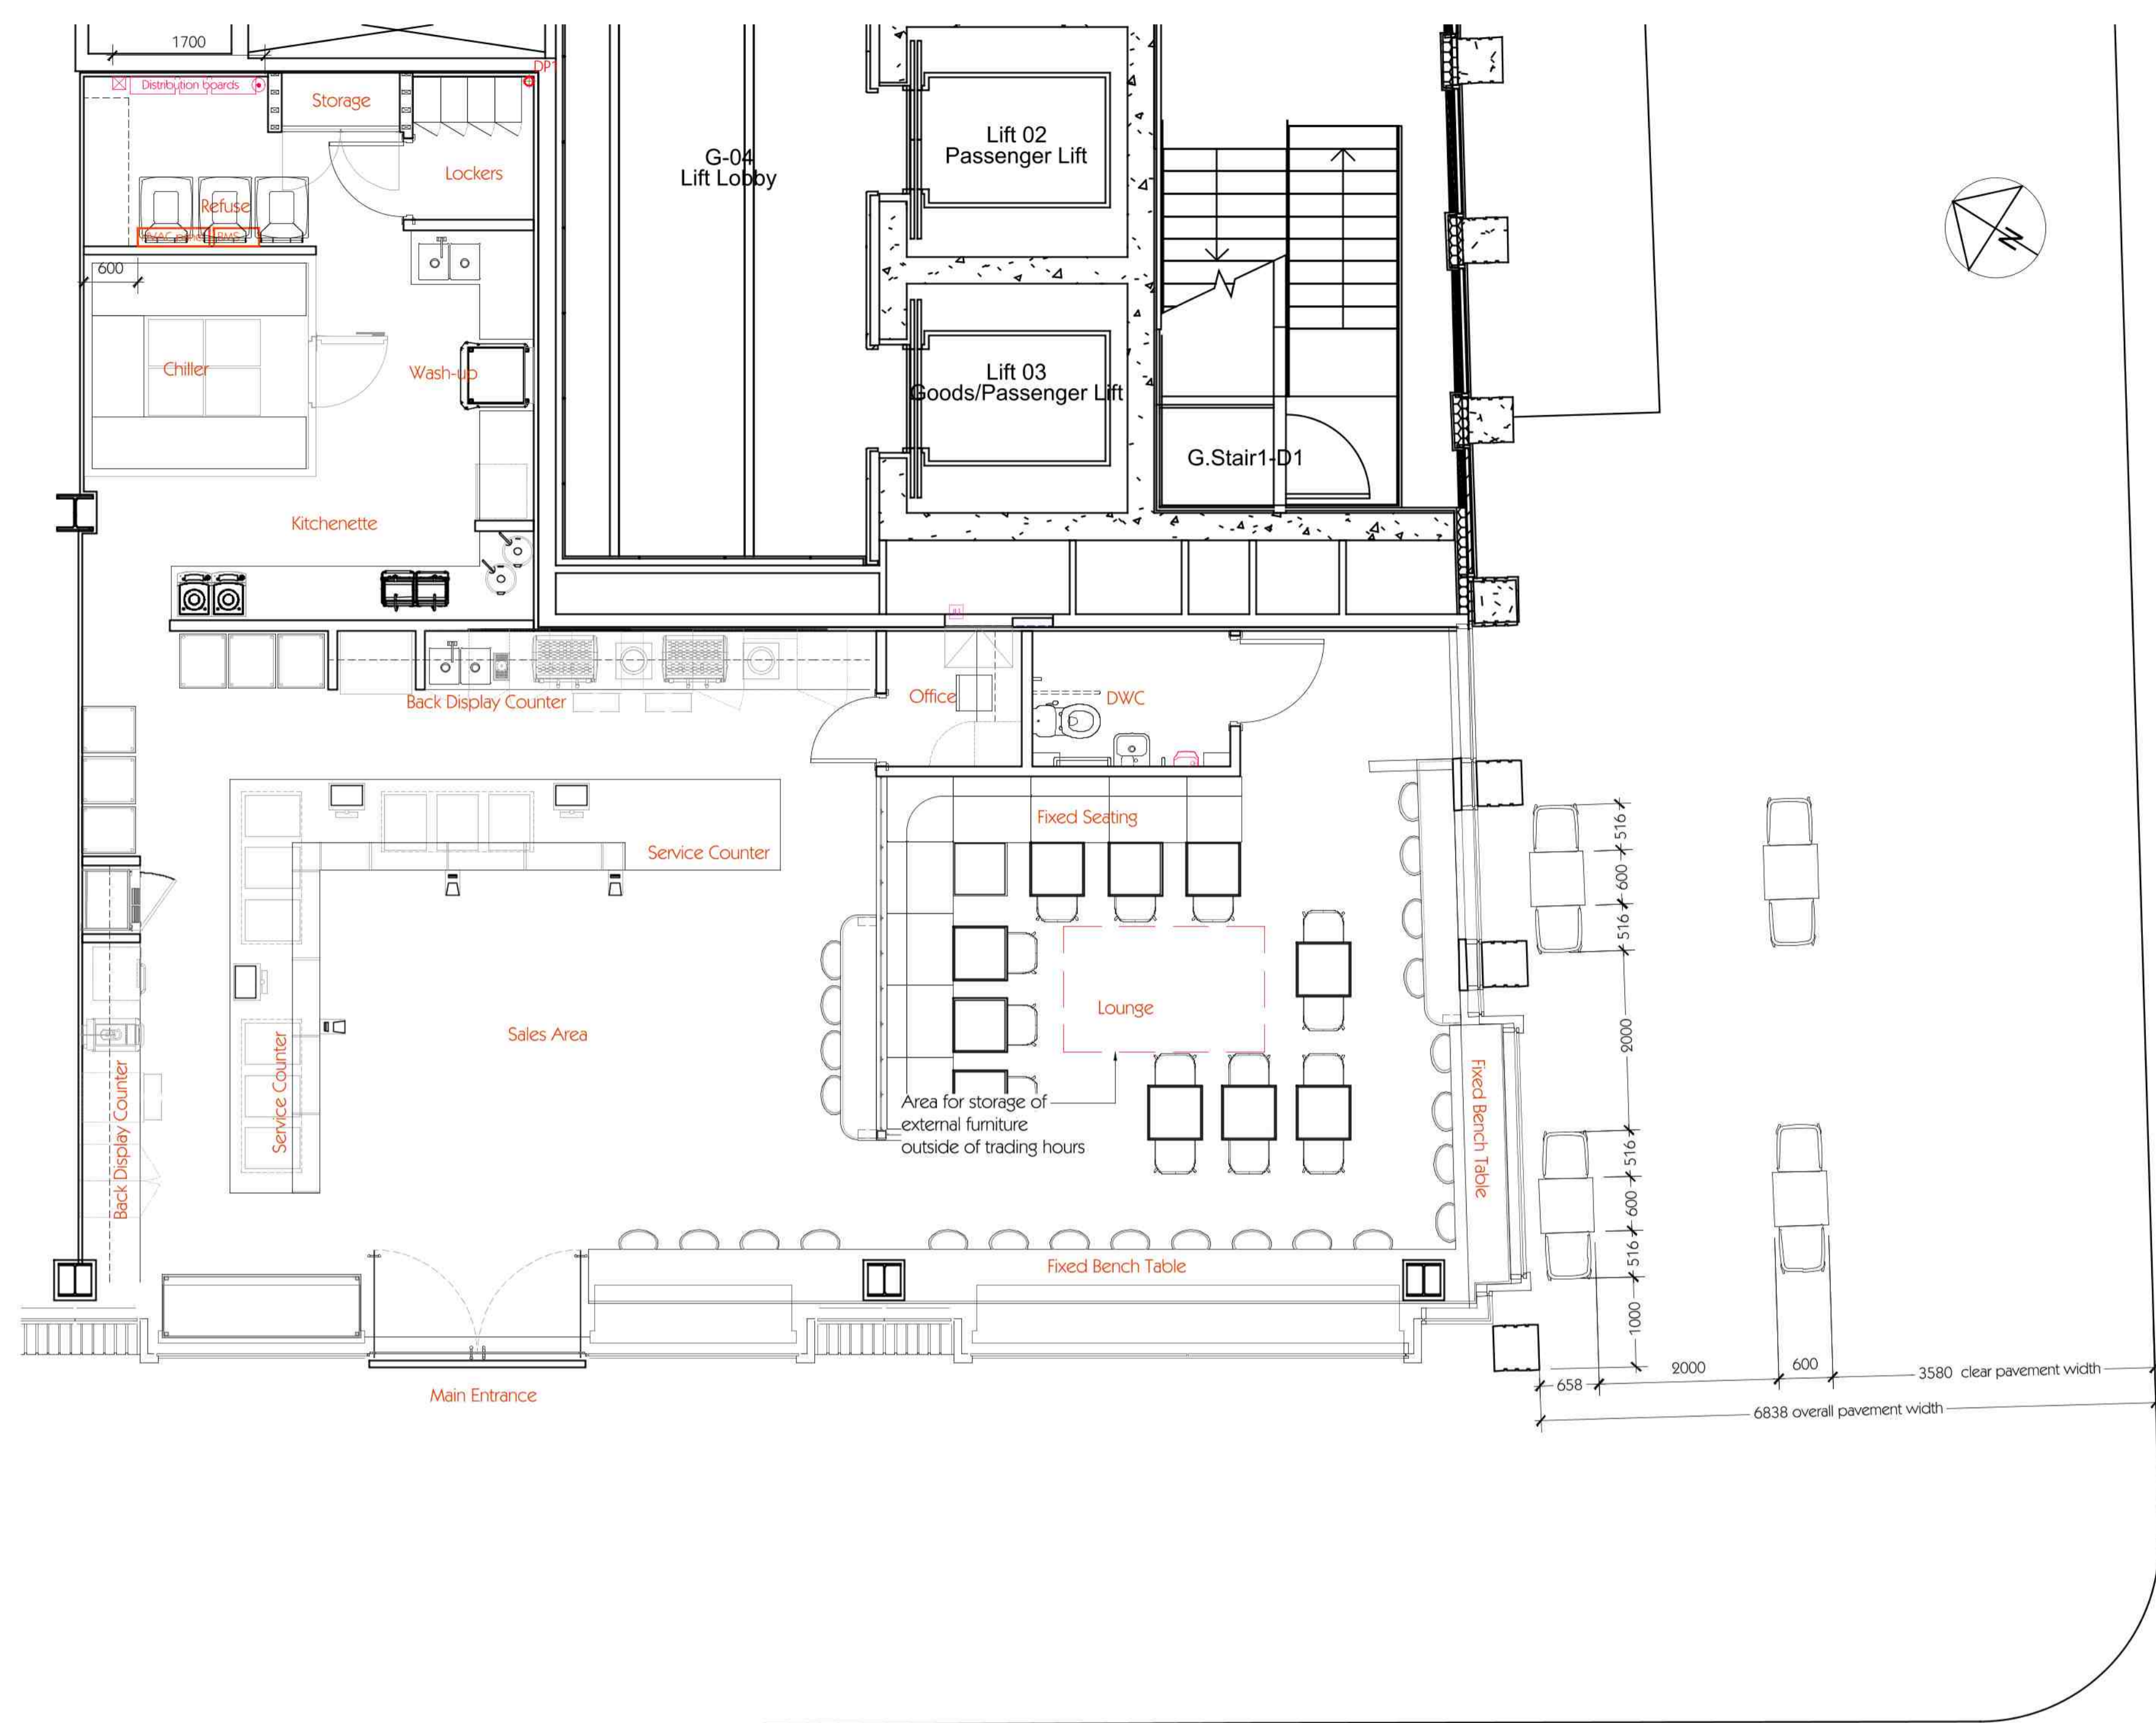 1700
DP1
Distribution boards
Storage
Lockers
Refuse
HVAC panel
BMS
600
Chiller
Wash-up
Kitchenette
G-04
Lift Lobby
Lift 02
Passenger Lift
Lift 03
Goods/Passenger Lift
G.Stair1-D1
N
Back Display Counter
Office
DWC
Fixed Seating
Service Counter
Sales Area
Service Counter
Back Display Counter
Lounge
Area for storage of
external furniture
outside of trading hours
Fixed Bench Table
Fixed Bench Table
Main Entrance
516
600
516
2000
516
600
516
1000
658
2000
600
3580 clear pavement width
6838 overall pavement width